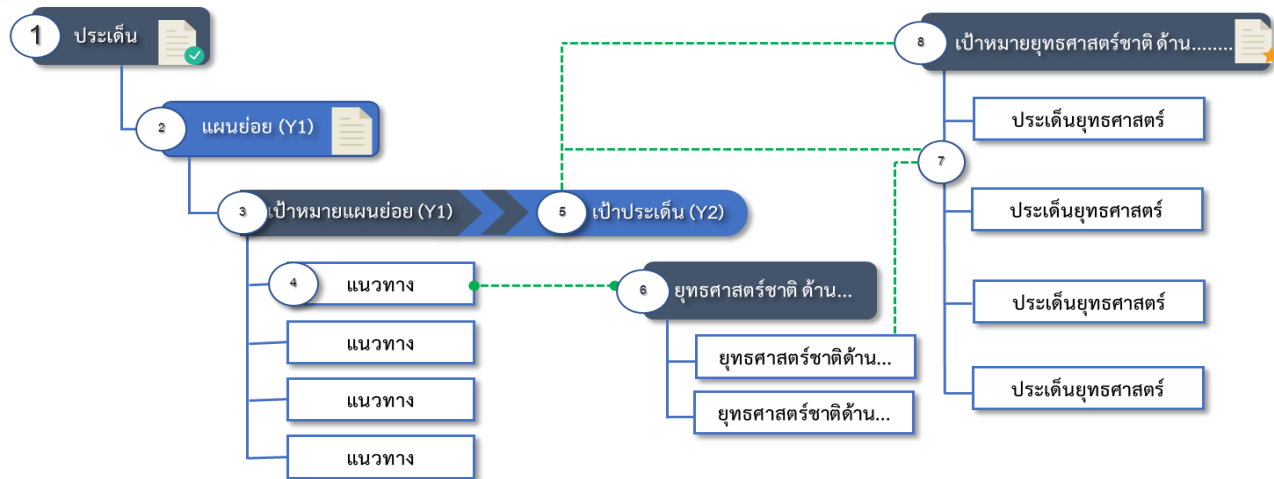 1 ประเด็น
2 แผนย่อย (Y1)
3 เป้าหมายแผนย่อย (Y1)
5 เป้าประเด็น (Y2)
4 แนวทาง
แนวทาง
แนวทาง
แนวทาง
6 ยุทธศาสตร์ชาติ ด้าน...
ยุทธศาสตร์ชาติด้าน...
ยุทธศาสตร์ชาติด้าน...
8 เป้าหมายยุทธศาสตร์ชาติ ด้าน........
ประเด็นยุทธศาสตร์
7
ประเด็นยุทธศาสตร์
ประเด็นยุทธศาสตร์
ประเด็นยุทธศาสตร์